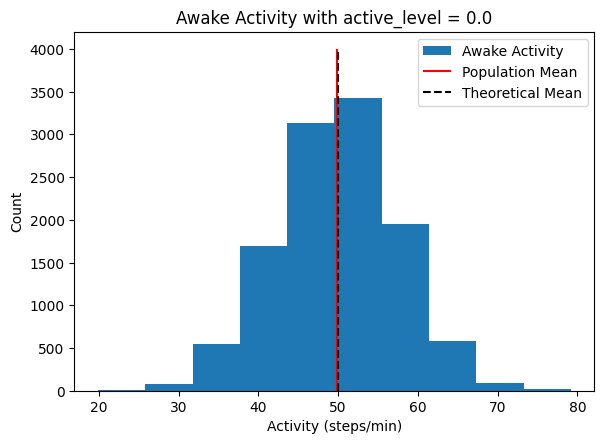 Awake Activity with active_level = 0.0
Awake Activity
Population Mean
Theoretical Mean
4000
3500
3000
2500
2000
1500
1000
500
0
Count
20 30 40 50 60 70 80
Activity (steps/min)